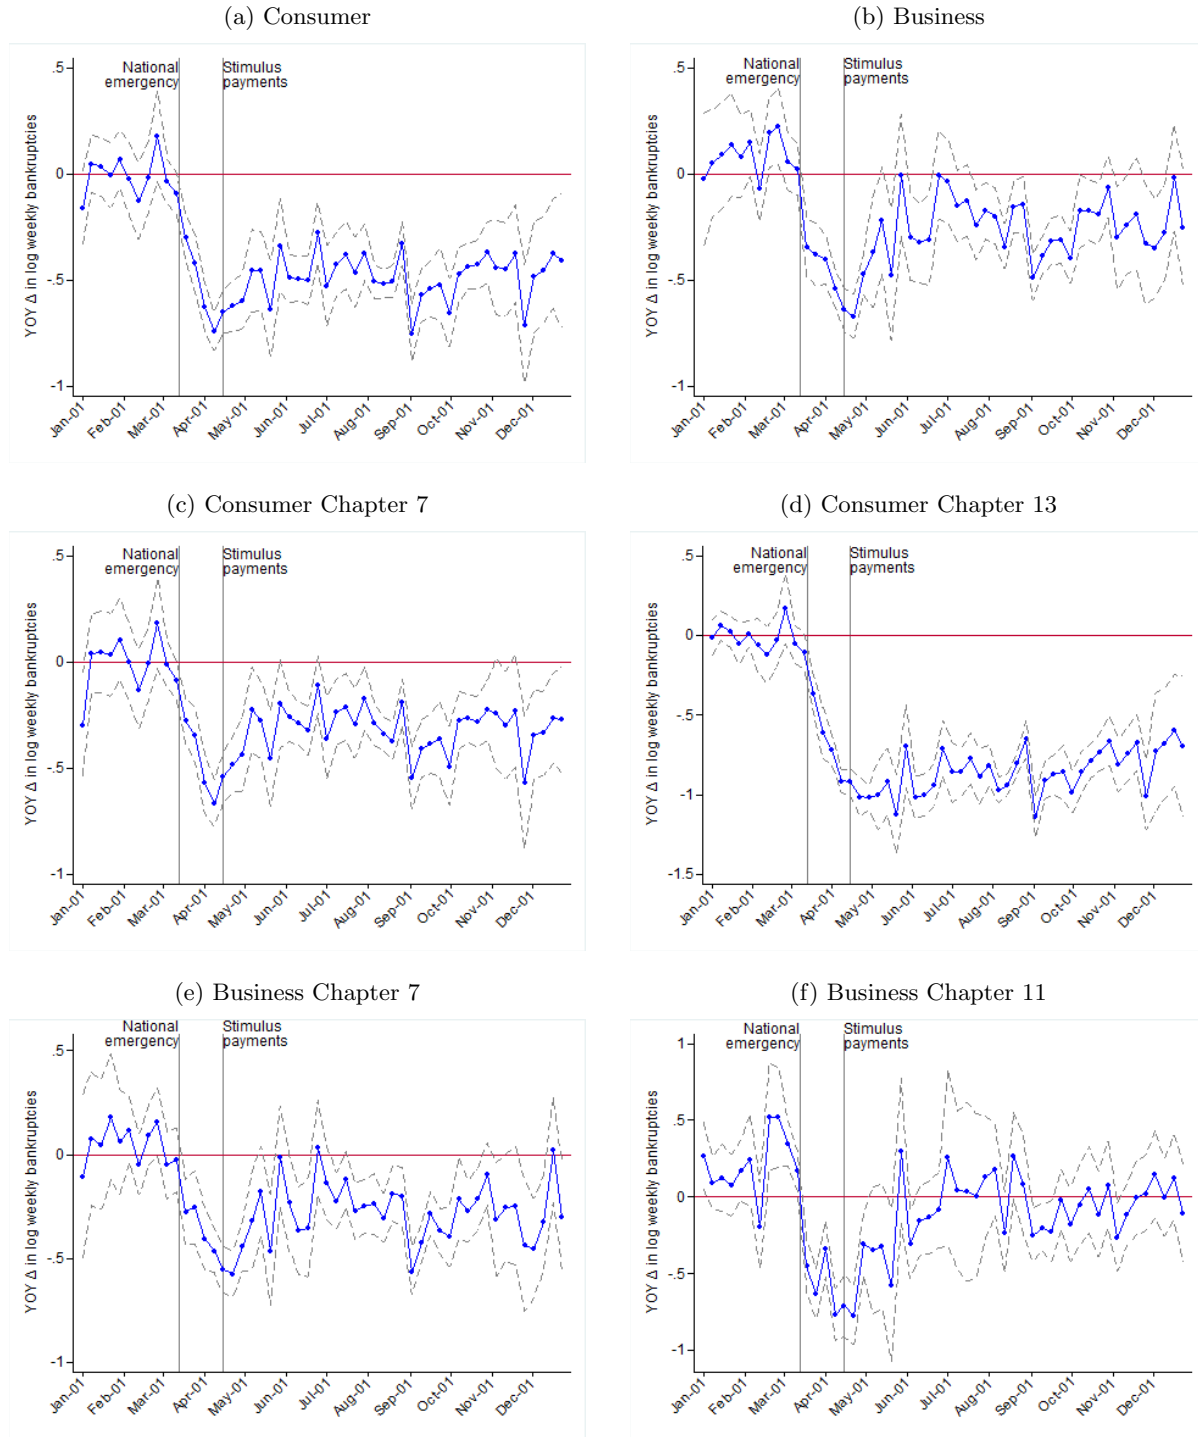 (a) Consumer
National
emergency
Stimulus
payments
YOY Δ in log weekly bankruptcies
.5
0
-.5
-1
Jan-01
Feb-01
Mar-01
Apr-01
May-01
Jun-01
Jul-01
Aug-01
Sep-01
Oct-01
Nov-01
Dec-01
(b) Business
National
emergency
Stimulus
payments
YOY Δ in log weekly bankruptcies
.5
0
-.5
-1
Jan-01
Feb-01
Mar-01
Apr-01
May-01
Jun-01
Jul-01
Aug-01
Sep-01
Oct-01
Nov-01
Dec-01
(c) Consumer Chapter 7
National
emergency
Stimulus
payments
YOY Δ in log weekly bankruptcies
.5
0
-.5
-1
Jan-01
Feb-01
Mar-01
Apr-01
May-01
Jun-01
Jul-01
Aug-01
Sep-01
Oct-01
Nov-01
Dec-01
(d) Consumer Chapter 13
National
emergency
Stimulus
payments
YOY Δ in log weekly bankruptcies
.5
0
-.5
-1
-1.5
Jan-01
Feb-01
Mar-01
Apr-01
May-01
Jun-01
Jul-01
Aug-01
Sep-01
Oct-01
Nov-01
Dec-01
(e) Business Chapter 7
National
emergency
Stimulus
payments
YOY Δ in log weekly bankruptcies
.5
0
-.5
-1
Jan-01
Feb-01
Mar-01
Apr-01
May-01
Jun-01
Jul-01
Aug-01
Sep-01
Oct-01
Nov-01
Dec-01
(f) Business Chapter 11
National
emergency
Stimulus
payments
YOY Δ in log weekly bankruptcies
1
.5
0
-.5
-1
Jan-01
Feb-01
Mar-01
Apr-01
May-01
Jun-01
Jul-01
Aug-01
Sep-01
Oct-01
Nov-01
Dec-01